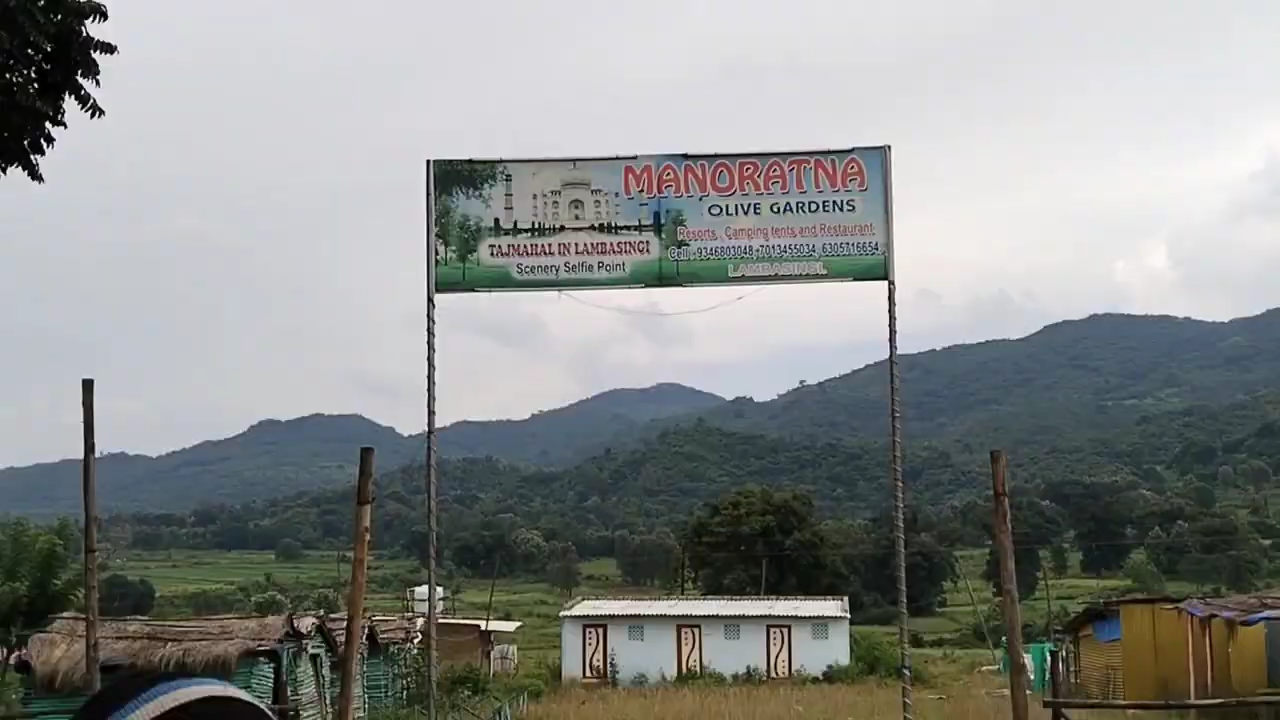 MANORATNA
OLIVE GARDENS
Resorts, Camping tents and Restaurant
Cell : 9346803048, 7013455034, 6305716654
LAMBASINGI.
TAJMAHAL IN LAMBASINGI
Scenery Selfie Point